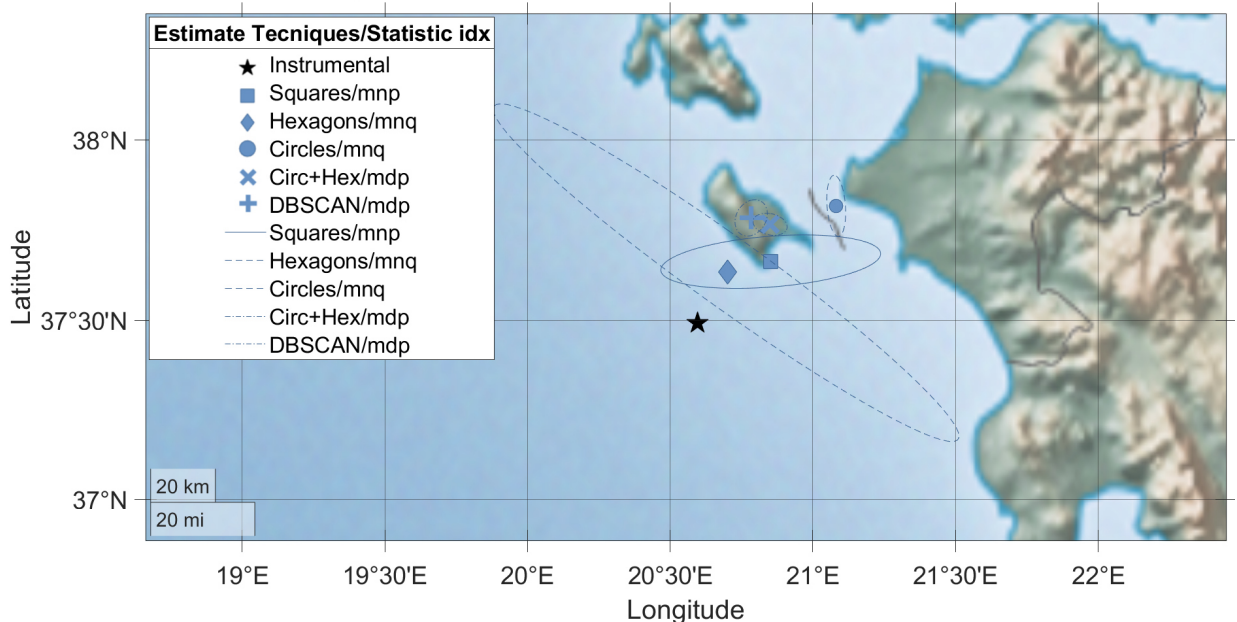 Estimate Tecniques/Statistic idx
Instrumental
Squares/mnp
Hexagons/mnq
Circles/mnq
Circ+Hex/mdp
DBSCAN/mdp
Squares/mnp
Hexagons/mnq
Circles/mnq
Circ+Hex/mdp
DBSCAN/mdp
38°N
37°30'N
37°N
Latitude
20 km
20 mi
19°E 19°30'E 20°E 20°30'E 21°E 21°30'E 22°E
Longitude